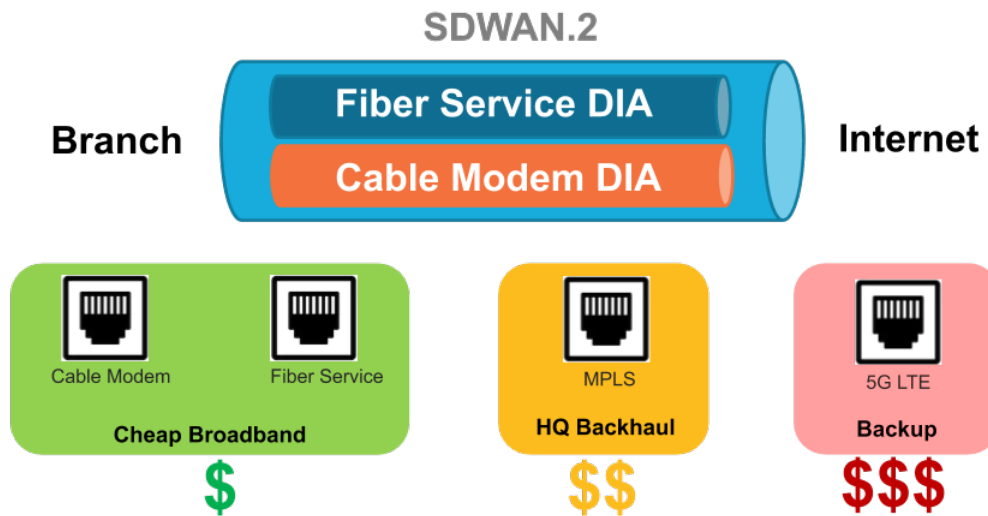 SDWAN.2
Branch
Fiber Service DIA
Cable Modem DIA
Internet
Cable Modem
Fiber Service
Cheap Broadband
$
MPLS
HQ Backhaul
$$
5G LTE
Backup
$$$